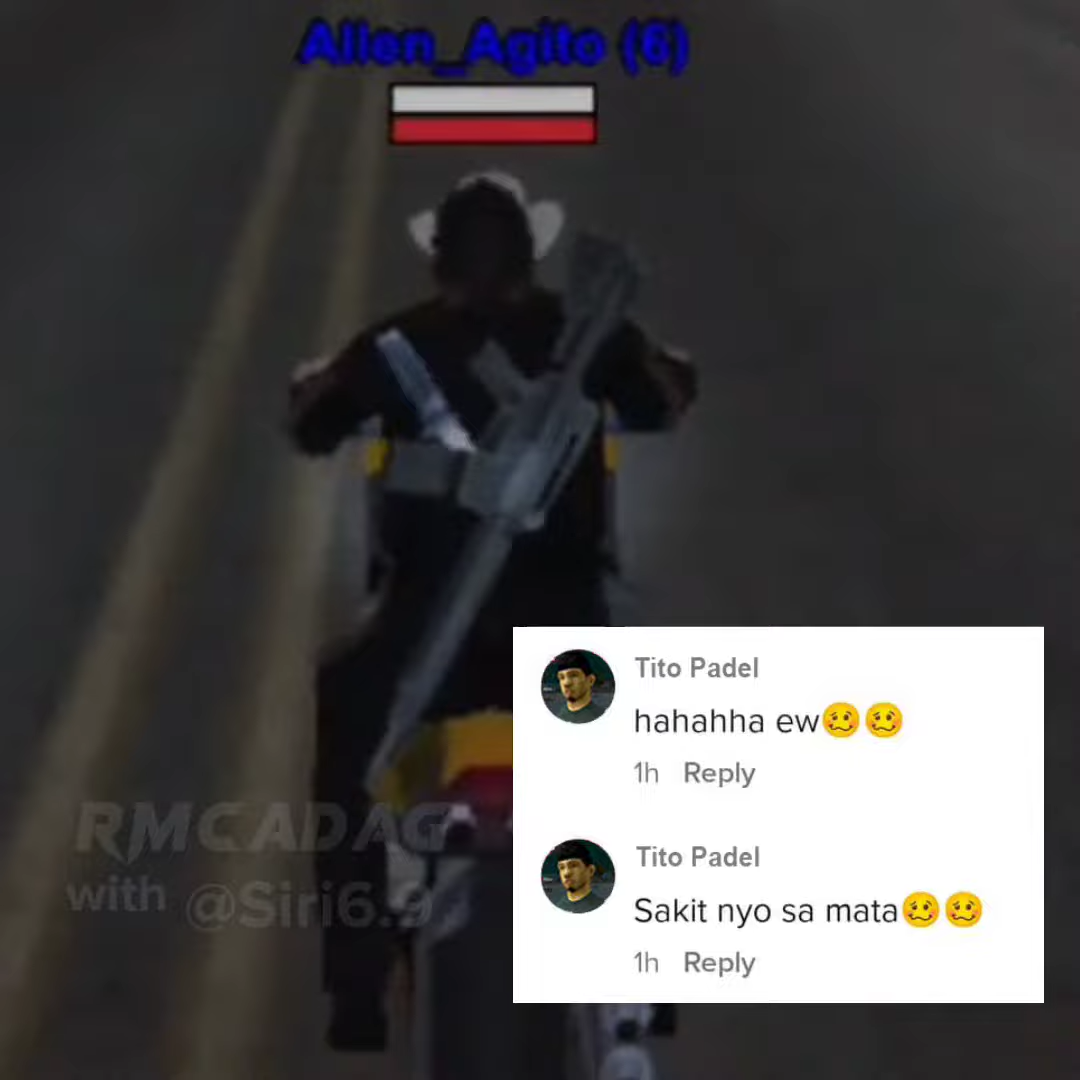 Allen_Agito (6)
Tito Padel
hahahha ew🥴🥴
1h Reply
Tito Padel
Sakit nyo sa mata🥴🥴
1h Reply
RMCADAG
with @Siri6.9